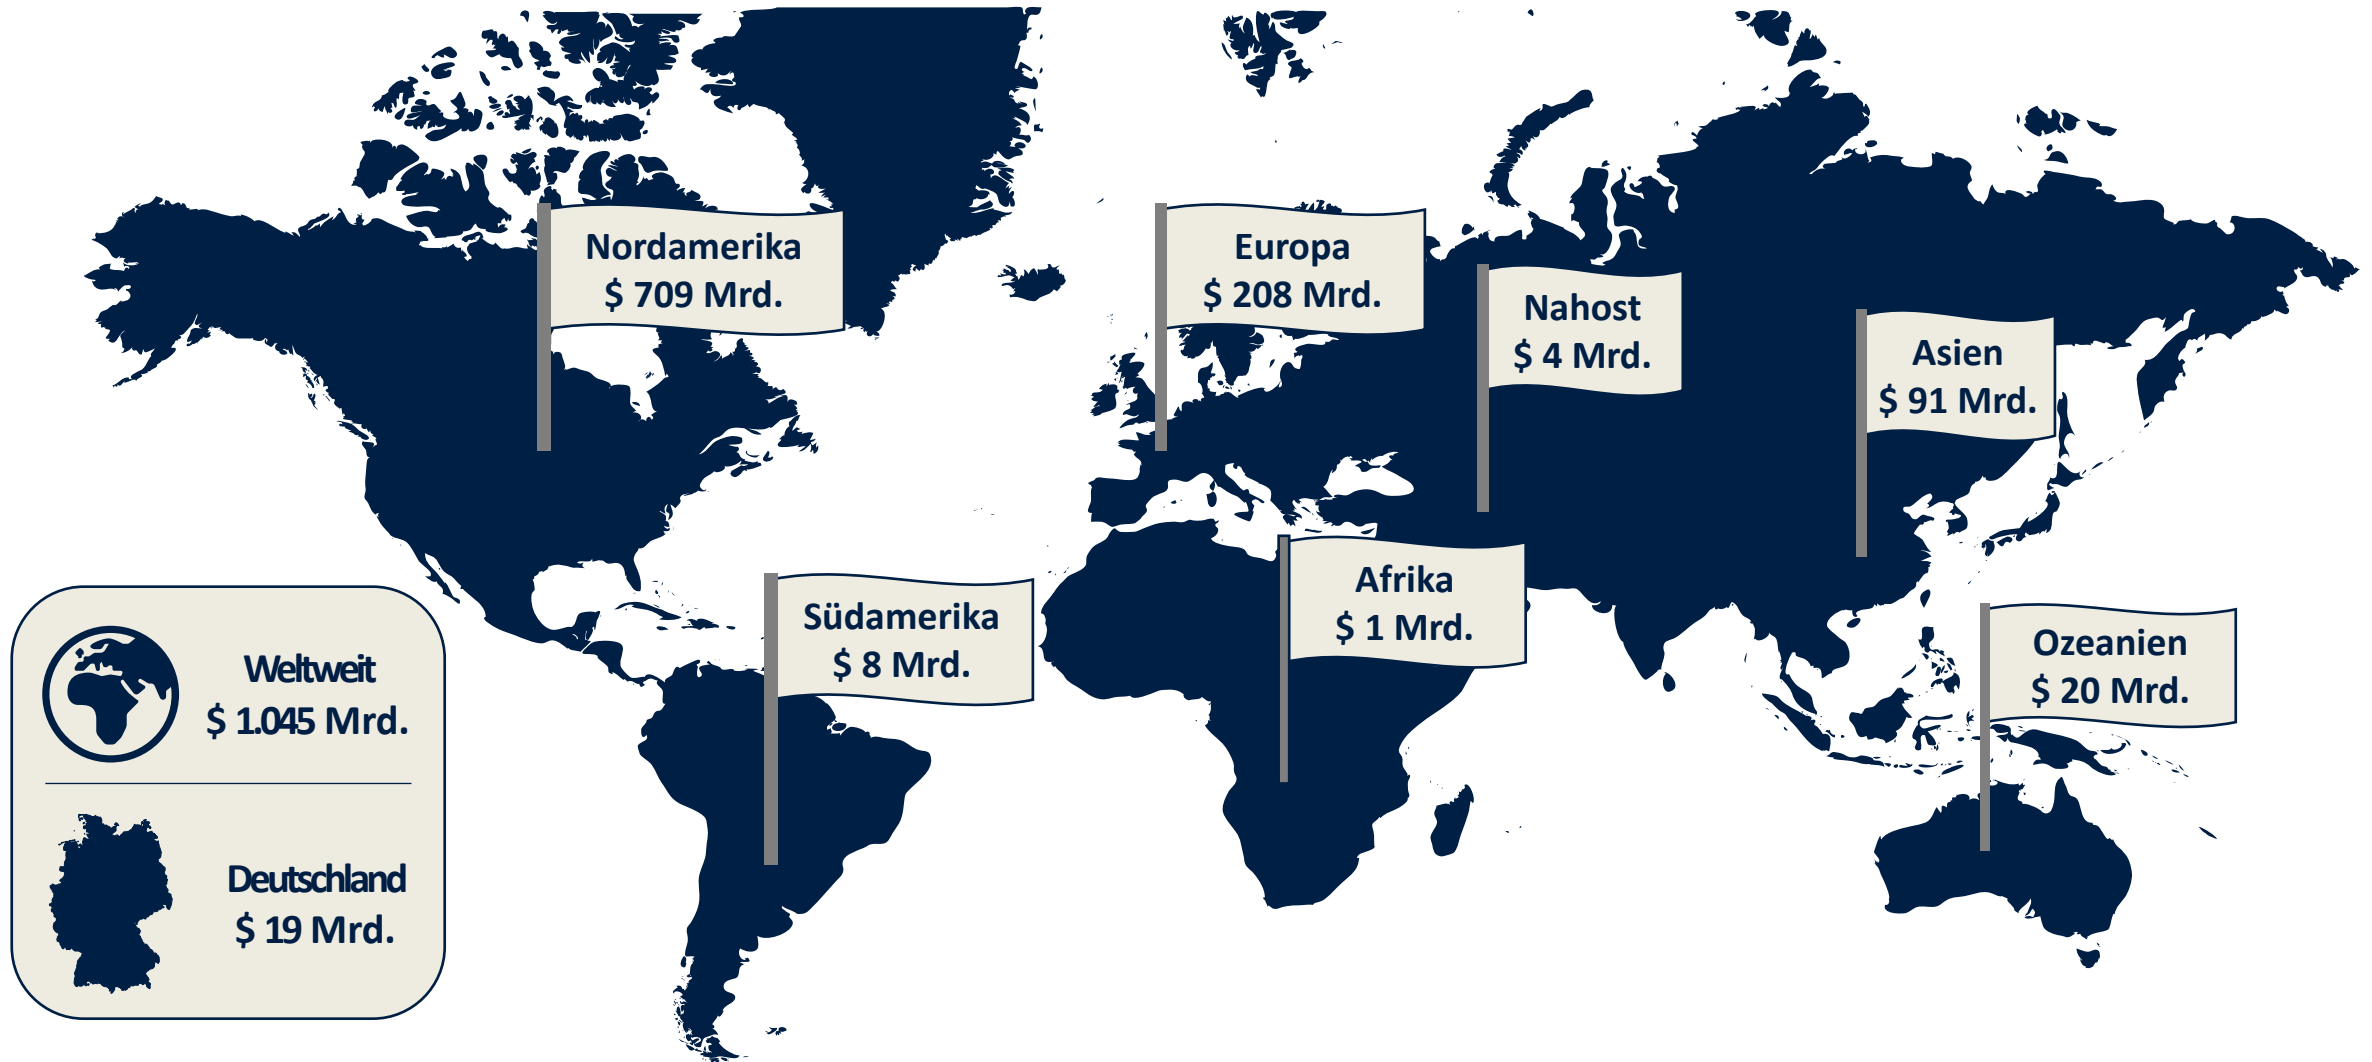 Nordamerika
$ 709 Mrd.
Europa
$ 208 Mrd.
Nahost
$ 4 Mrd.
Asien
$ 91 Mrd.
Afrika
$ 1 Mrd.
Südamerika
$ 8 Mrd.
Ozeanien
$ 20 Mrd.
Weltweit
$ 1.045 Mrd.
Deutschland
$ 19 Mrd.